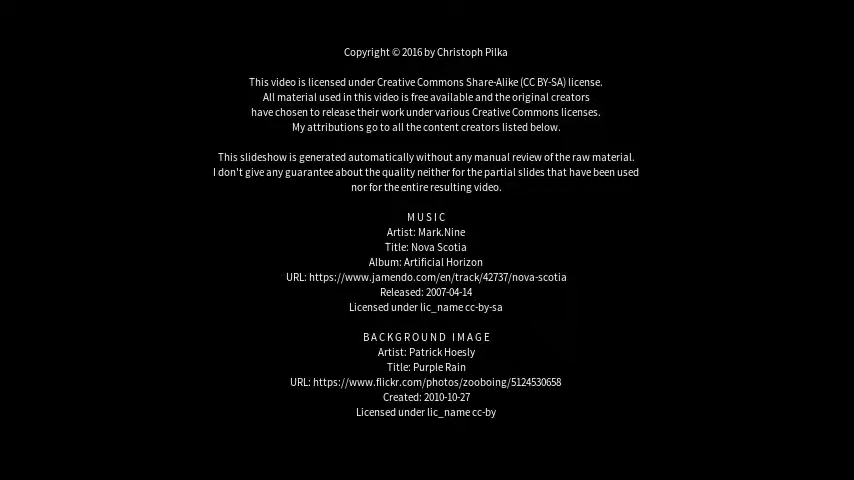 Copyright © 2016 by Christoph Pilka
This video is licensed under Creative Commons Share-Alike (CC BY-SA) license.
All material used in this video is free available and the original creators
have chosen to release their work under various Creative Commons licenses.
My attributions go to all the content creators listed below.
This slideshow is generated automatically without any manual review of the raw material.
I don't give any guarantee about the quality neither for the partial slides that have been used
nor for the entire resulting video.
MUSIC
Artist: Mark.Nine
Title: Nova Scotia
Album: Artificial Horizon
URL: https://www.jamendo.com/en/track/42737/nova-scotia
Released: 2007-04-14
Licensed under lic_name cc-by-sa
BACKGROUND IMAGE
Artist: Patrick Hoesly
Title: Purple Rain
URL: https://www.flickr.com/photos/zooboing/5124530658
Created: 2010-10-27
Licensed under lic_name cc-by